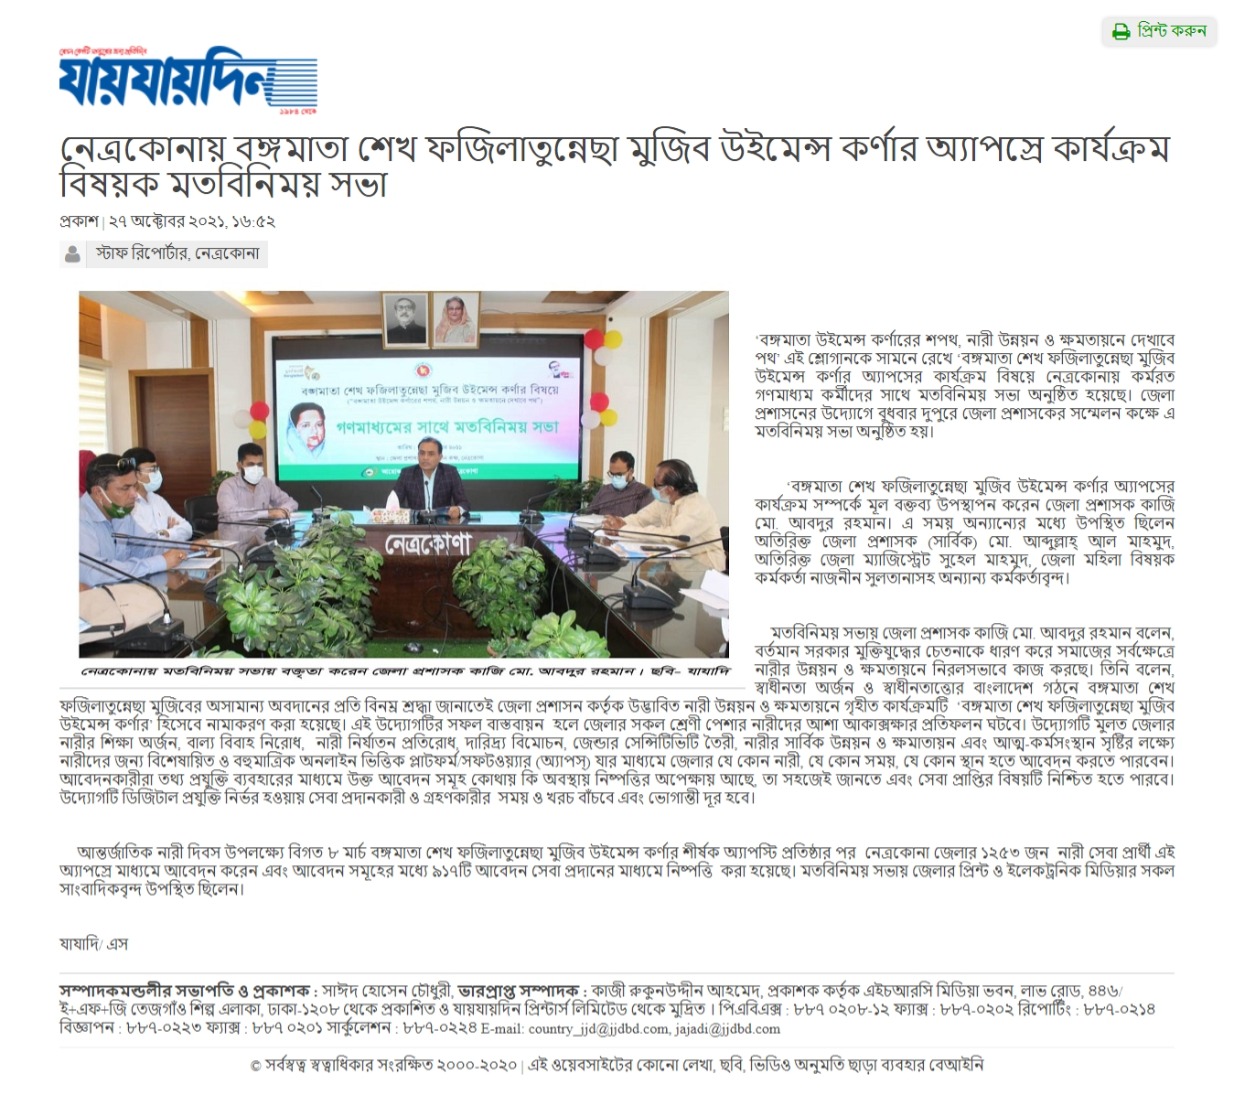 প্রিন্ট করুন
যায়যায়দিন
১৯৮৪ থেকে
নেত্রকোনায় বঙ্গমাতা শেখ ফজিলাতুন্নেছা মুজিব উইমেন্স কর্ণার অ্যাপস্রে কার্যক্রম
বিষয়ক মতবিনিময় সভা
প্রকাশ | ২৭ অক্টোবর ২০২১, ১৬:৫২
স্টাফ রিপোর্টার, নেত্রকোনা
বঙ্গমাতা শেখ ফজিলাতুন্নেছা মুজিব উইমেন্স কর্ণার বিষয়ে
("বঙ্গমাতা উইমেন্স কর্ণারের শপথ, নারী উন্নয়ন ও ক্ষমতায়নে দেখাবে পথ")
গণমাধ্যমের সাথে মতবিনিময় সভা
নেত্রকোণা
নেত্রকোনায় মতবিনিময় সভায় বক্তৃতা করেন জেলা প্রশাসক কাজি মো. আবদুর রহমান। ছবি- যাযাদি
‘বঙ্গমাতা উইমেন্স কর্ণারের শপথ, নারী উন্নয়ন ও ক্ষমতায়নে দেখাবে
পথ’ এই শ্লোগানকে সামনে রেখে ‘বঙ্গমাতা শেখ ফজিলাতুন্নেছা মুজিব
উইমেন্স কর্ণার অ্যাপসের কার্যক্রম বিষয়ে নেত্রকোনায় কর্মরত
গণমাধ্যম কর্মীদের সাথে মতবিনিময় সভা অনুষ্ঠিত হয়েছে। জেলা
প্রশাসনের উদ্যোগে বুধবার দুপুরে জেলা প্রশাসকের সম্মেলন কক্ষে এ
মতবিনিময় সভা অনুষ্ঠিত হয়।
‘বঙ্গমাতা শেখ ফজিলাতুন্নেছা মুজিব উইমেন্স কর্ণার অ্যাপসের
কার্যক্রম সম্পর্কে মূল বক্তব্য উপস্থাপন করেন জেলা প্রশাসক কাজি
মো. আবদুর রহমান। এ সময় অন্যান্যের মধ্যে উপস্থিত ছিলেন
অতিরিক্ত জেলা প্রশাসক (সার্বিক) মো. আব্দুল্লাহ্ আল মাহমুদ,
অতিরিক্ত জেলা ম্যাজিস্ট্রেট সুহেল মাহমুদ, জেলা মহিলা বিষয়ক
কর্মকর্তা নাজনীন সুলতানাসহ অন্যান্য কর্মকর্তাবৃন্দ।
মতবিনিময় সভায় জেলা প্রশাসক কাজি মো. আবদুর রহমান বলেন,
বর্তমান সরকার মুক্তিযুদ্ধের চেতনাকে ধারণ করে সমাজের সর্বক্ষেত্রে
নারীর উন্নয়ন ও ক্ষমতায়নে নিরলসভাবে কাজ করছে। তিনি বলেন,
স্বাধীনতা অর্জন ও স্বাধীনতাত্তোর বাংলাদেশ গঠনে বঙ্গমাতা শেখ
ফজিলাতুন্নেছা মুজিবের অসামান্য অবদানের প্রতি বিনম্র শ্রদ্ধা জানাতেই জেলা প্রশাসন কর্তৃক উদ্ভাবিত নারী উন্নয়ন ও ক্ষমতায়নে গৃহীত কার্যক্রমটি ‘বঙ্গমাতা শেখ ফজিলাতুন্নেছা মুজিব
উইমেন্স কর্ণার’ হিসেবে নামাকরণ করা হয়েছে। এই উদ্যোগটির সফল বাস্তবায়ন হলে জেলার সকল শ্রেণী পেশার নারীদের আশা আকাক্সক্ষার প্রতিফলন ঘটবে। উদ্যোগটি মুলত জেলার
নারীর শিক্ষা অর্জন, বাল্য বিবাহ নিরোধ, নারী নির্যাতন প্রতিরোধ, দারিদ্র্য বিমোচন, জেন্ডার সেন্সিটিভিটি তৈরী, নারীর সার্বিক উন্নয়ন ও ক্ষমাতায়ন এবং আত্ম-কর্মসংস্থান সৃষ্টির লক্ষ্যে
নারীদের জন্য বিশেষায়িত ও বহুমাত্রিক অনলাইন ভিত্তিক প্লাটফর্ম/সফটওয়্যার (অ্যাপস্) যার মাধ্যমে জেলার যে কোন নারী, যে কোন সময়, যে কোন স্থান হতে আবেদন করতে পারবেন।
আবেদনকারীরা তথ্য প্রযুক্তি ব্যবহারের মাধ্যমে উক্ত আবেদন সমূহ কোথায় কি অবস্থায় নিষ্পত্তির অপেক্ষায় আছে, তা সহজেই জানতে এবং সেবা প্রাপ্তির বিষয়টি নিশ্চিত হতে পারবে।
উদ্যোগটি ডিজিটাল প্রযুক্তি নির্ভর হওয়ায় সেবা প্রদানকারী ও গ্রহণকারীর সময় ও খরচ বাঁচবে এবং ভোগান্তী দূর হবে।
আন্তর্জাতিক নারী দিবস উপলক্ষ্যে বিগত ৮ মার্চ বঙ্গমাতা শেখ ফজিলাতুন্নেছা মুজিব উইমেন্স কর্ণার শীর্ষক অ্যাপস্টি প্রতিষ্ঠার পর নেত্রকোনা জেলার ১২৫৩ জন নারী সেবা প্রার্থী এই
অ্যাপস্রে মাধ্যমে আবেদন করেন এবং আবেদন সমূহের মধ্যে ৯১৭টি আবেদন সেবা প্রদানের মাধ্যমে নিষ্পত্তি করা হয়েছে। মতবিনিময় সভায় জেলার প্রিন্ট ও ইলেকট্রনিক মিডিয়ার সকল
সাংবাদিকবৃন্দ উপস্থিত ছিলেন।
যাযাদি/ এস
সম্পাদকমন্ডলীর সভাপতি ও প্রকাশক : সাঈদ হোসেন চৌধুরী, ভারপ্রাপ্ত সম্পাদক : কাজী রুকুনউদ্দীন আহমেদ, প্রকাশক কর্তৃক এইচআরসি মিডিয়া ভবন, লাভ রোড, ৪৪৬/
ই+এফ+জি তেজগাঁও শিল্প এলাকা, ঢাকা-১২০৮ থেকে প্রকাশিত ও যায়যায়দিন প্রিন্টার্স লিমিটেড থেকে মুদ্রিত । পিএবিএক্স : ৮৮৭ ০২০৮-১২ ফ্যাক্স : ৮৮৭-০২০২ রিপোর্টিং : ৮৮৭-০২১৪
বিজ্ঞাপন : ৮৮৭-০২২৩ ফ্যাক্স : ৮৮৭ ০২০১ সার্কুলেশন : ৮৮৭-০২২৪ E-mail: country_jjd@jjdbd.com, jajadi@jjdbd.com
© সর্বস্বত্ব স্বত্বাধিকার সংরক্ষিত ২০০০-২০২০ | এই ওয়েবসাইটের কোনো লেখা, ছবি, ভিডিও অনুমতি ছাড়া ব্যবহার বেআইনি